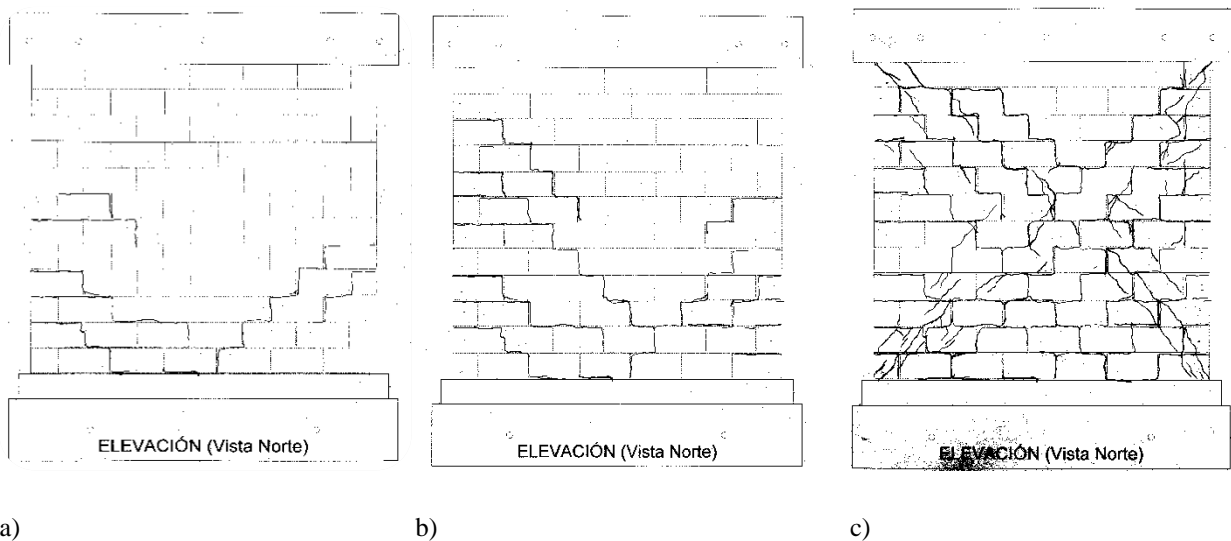 ELEVACIÓN (Vista Norte)
ELEVACIÓN (Vista Norte)
ELEVACIÓN (Vista Norte)
a)
b)
c)